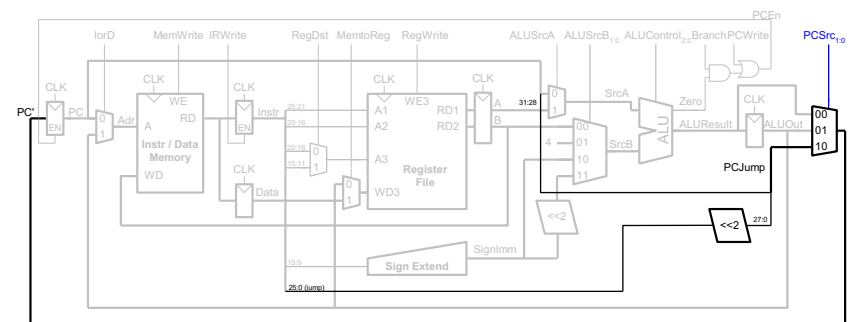 PCEn
IorD MemWrite IRWrite RegDst MemtoReg RegWrite ALUSrcA ALUSrcB1:0 ALUControl2:0 Branch PCWrite PCSrc1:0
CLK CLK CLK CLK CLK CLK
PC' PC 0 1 Adr WE RD A EN Instr 25:21 A1 WE3 RD1 A 31:28 0 1 SrcA Zero ALUResult ALUOut 00 01 10
EN
20:16 A2 RD2 B 00
Instr / Data
Memory
20:16 0
15:11 1
A3
4 01
10
11
SrcB
ALU
Register
File
WD
CLK
Data
0
1
WD3
PCJump
<<2
<<2
27:0
SignImm
15:0
Sign Extend
25:0 (jump)